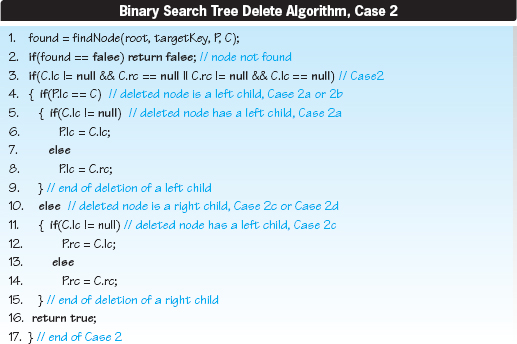 Binary Search Tree Delete Algorithm, Case 2
1. found = findNode(root, targetKey, P, C);
2. if(found == false) return false; // node not found
3. if(C.lc != null && C.rc == null || C.rc != null && C.lc == null) // Case2
4. { if(P.lc == C) // deleted node is a left child, Case 2a or 2b
5. { if(C.lc != null) // deleted node has a left child, Case 2a
6. P.lc = C.lc;
7. else
8. P.lc = C.rc;
9. } // end of deletion of a left child
10. else // deleted node is a right child, Case 2c or Case 2d
11. { if(C.lc != null) // deleted node has a left child, Case 2c
12. P.rc = C.lc;
13. else
14. P.rc = C.rc;
15. } // end of deletion of a right child
16. return true;
17. } // end of Case 2